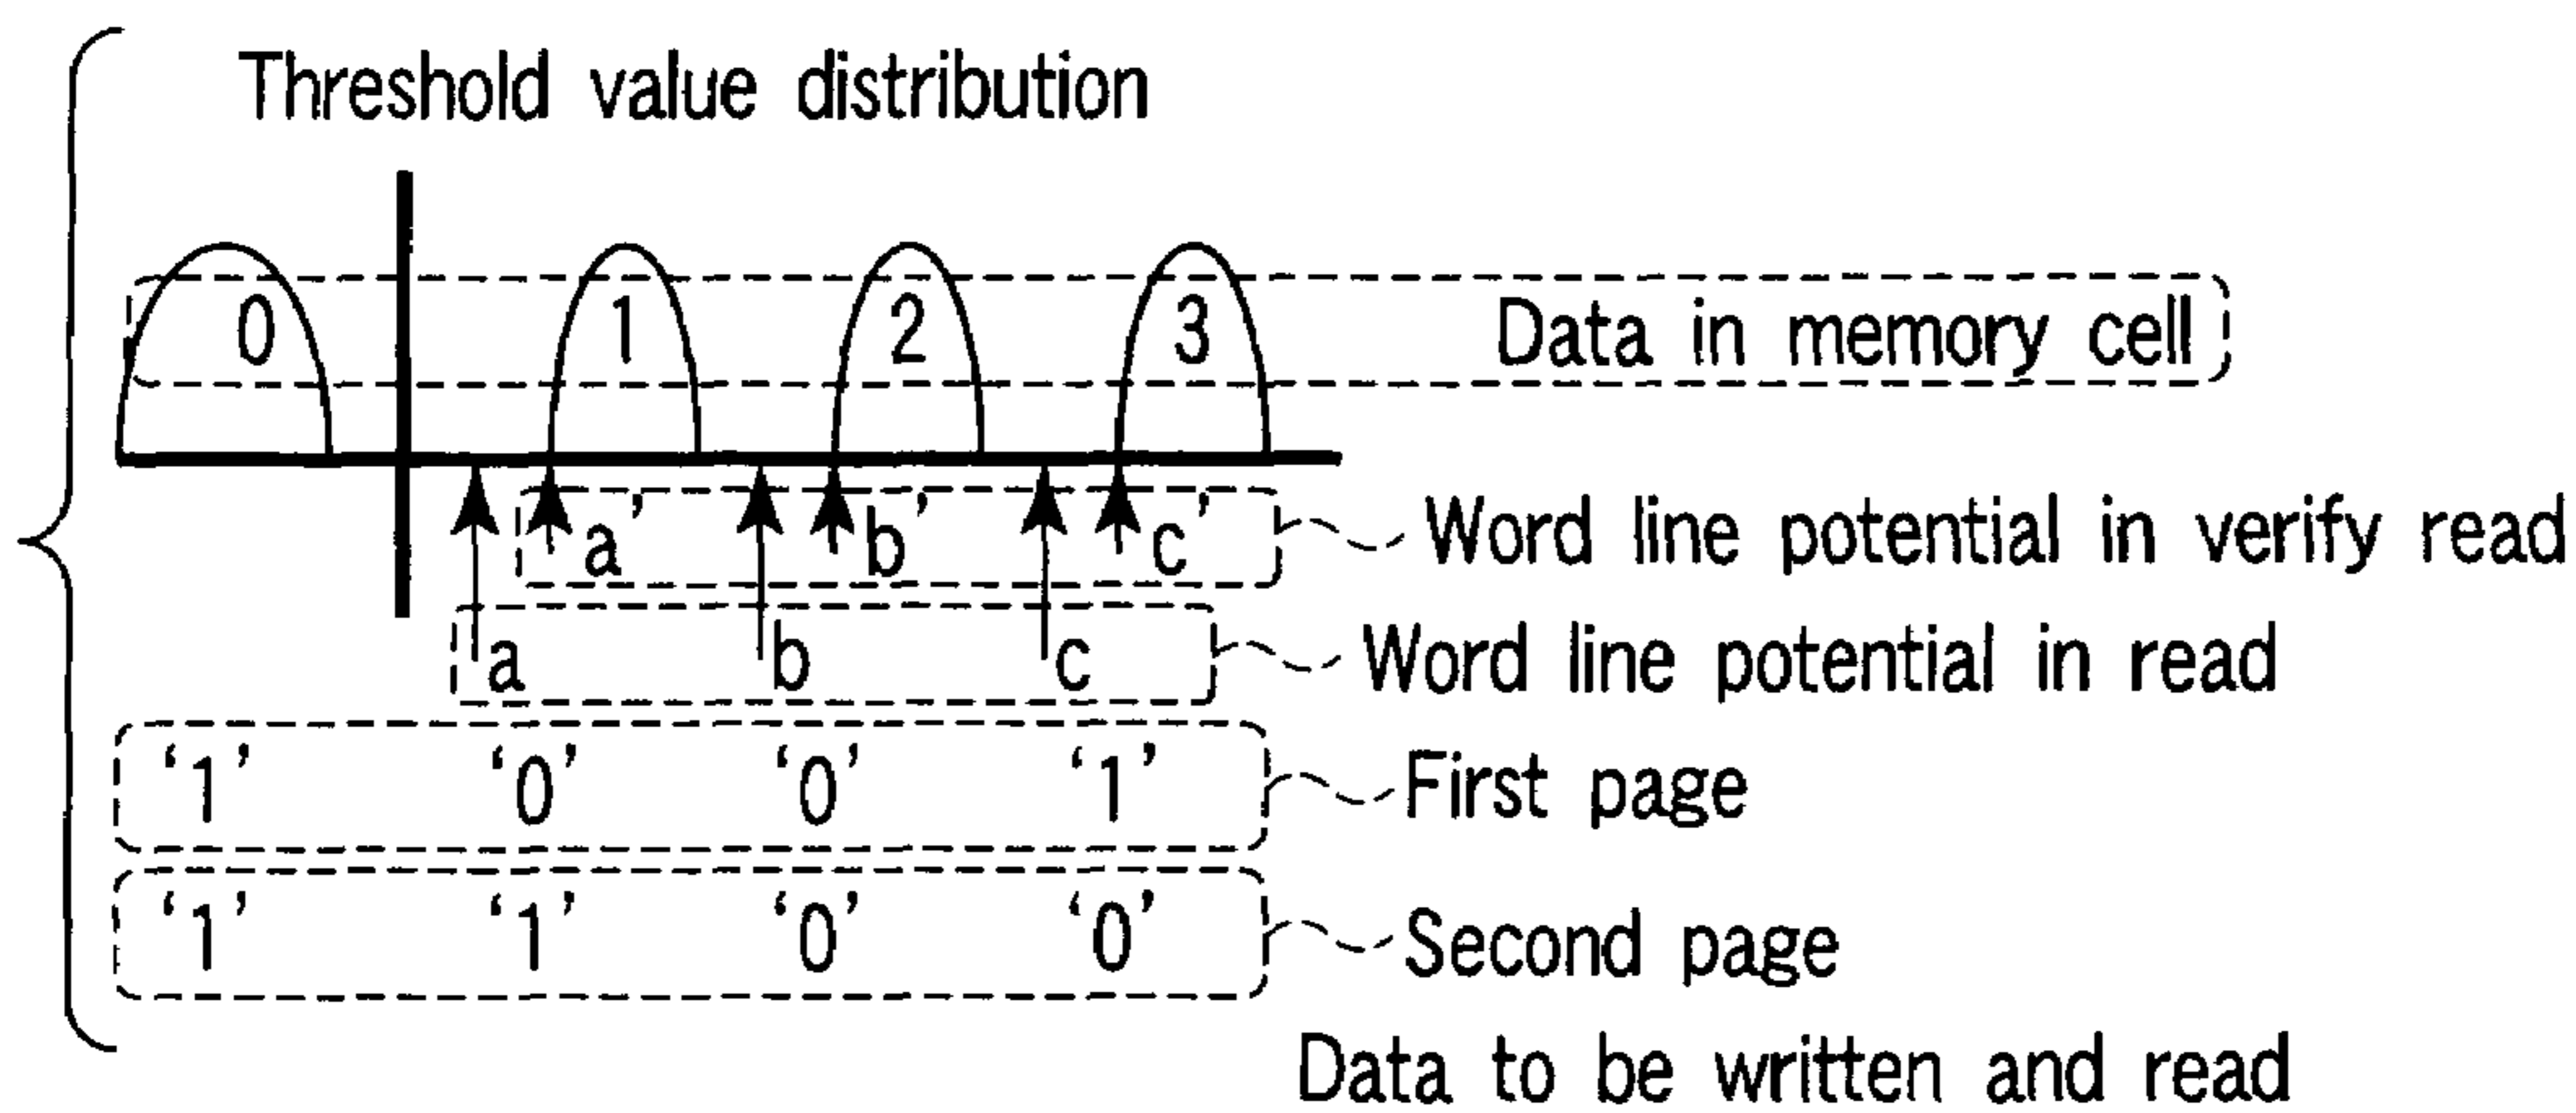 Threshold value distribution
0 1 2 3 Data in memory cell
a’ b’ c’ Word line potential in verify read
a b c Word line potential in read
‘1’ ‘0’ ‘0’ ‘1’ First page
‘1’ ‘1’ ‘0’ ‘0’ Second page
Data to be written and read